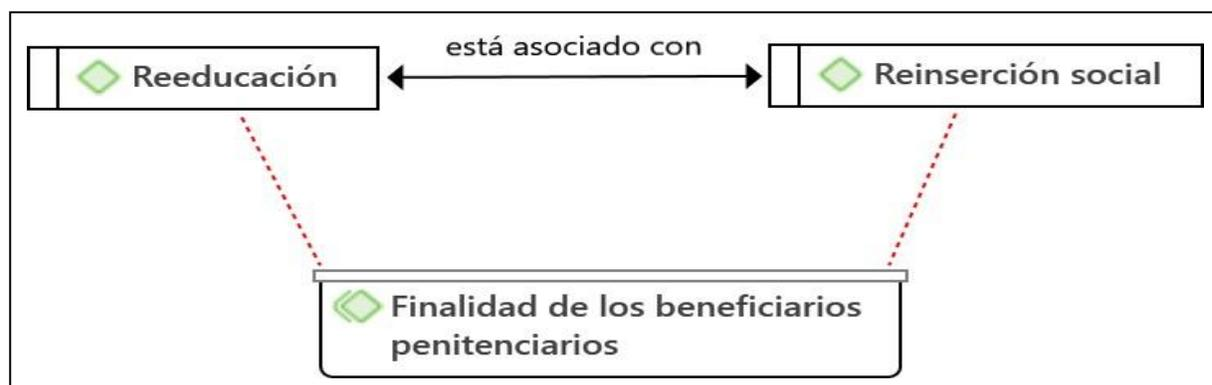 está asociado con
Reeducación
Reinserción social
Finalidad de los beneficiarios
penitenciarios